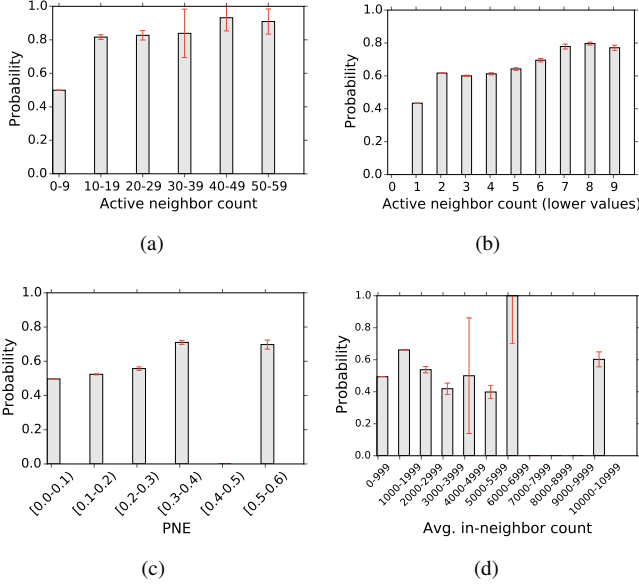 1.0
0.8
0.6
0.4
0.2
0.0
Probability
0-9 10-19 20-29 30-39 40-49 50-59
Active neighbor count
(a)
1.0
0.8
0.6
0.4
0.2
0.0
Probability
0 1 2 3 4 5 6 7 8 9
Active neighbor count (lower values)
(b)
1.0
0.8
0.6
0.4
0.2
0.0
Probability
[0.0-0.1) [0.1-0.2) [0.2-0.3) [0.3-0.4) [0.4-0.5) [0.5-0.6)
PNE
(c)
1.0
0.8
0.6
0.4
0.2
0.0
Probability
0-999 1000-1999 2000-2999 3000-3999 4000-4999 5000-5999 6000-6999 7000-7999 8000-8999 9000-9999 10000-10999
Avg. in-neighbor count
(d)